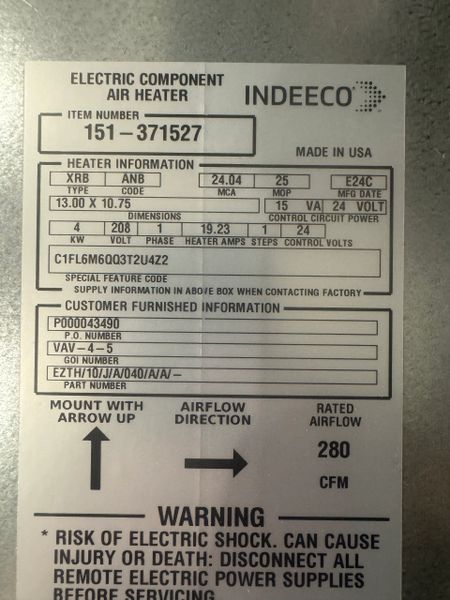 ELECTRIC COMPONENT
AIR HEATER
INDEECO
ITEM NUMBER
151-371527
MADE IN USA
HEATER INFORMATION
XRB ANB 24.04 25 E24C
TYPE CODE MCA MOP MFG DATE
13.00 X 10.75 15 VA 24 VOLT
DIMENSIONS CONTROL CIRCUIT POWER
4 208 1 19.23 1 24
KW VOLT PHASE HEATER AMPS STEPS CONTROL VOLTS
C1FL6M6QQ3T2U4Z2
SPECIAL FEATURE CODE
SUPPLY INFORMATION IN ABOVE BOX WHEN CONTACTING FACTORY
CUSTOMER FURNISHED INFORMATION
P000043490
P.O. NUMBER
VAV-4-5
GOI NUMBER
EZTH/10/J/A/040/A/A/-
PART NUMBER
MOUNT WITH
ARROW UP
AIRFLOW
DIRECTION
RATED
AIRFLOW
280
CFM
WARNING
* RISK OF ELECTRIC SHOCK. CAN CAUSE
INJURY OR DEATH: DISCONNECT ALL
REMOTE ELECTRIC POWER SUPPLIES
BEFORE SERVICING.